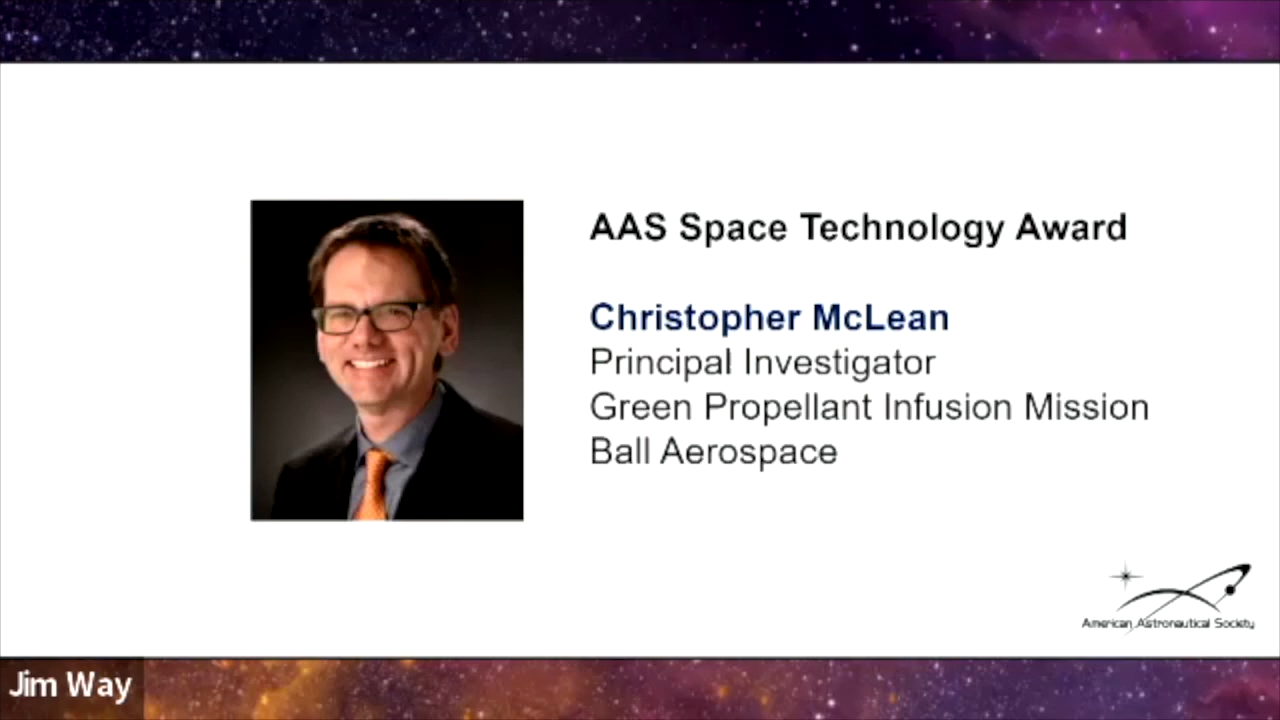 AAS Space Technology Award
Christopher McLean
Principal Investigator
Green Propellant Infusion Mission
Ball Aerospace
American Astronautical Society
Jim Way